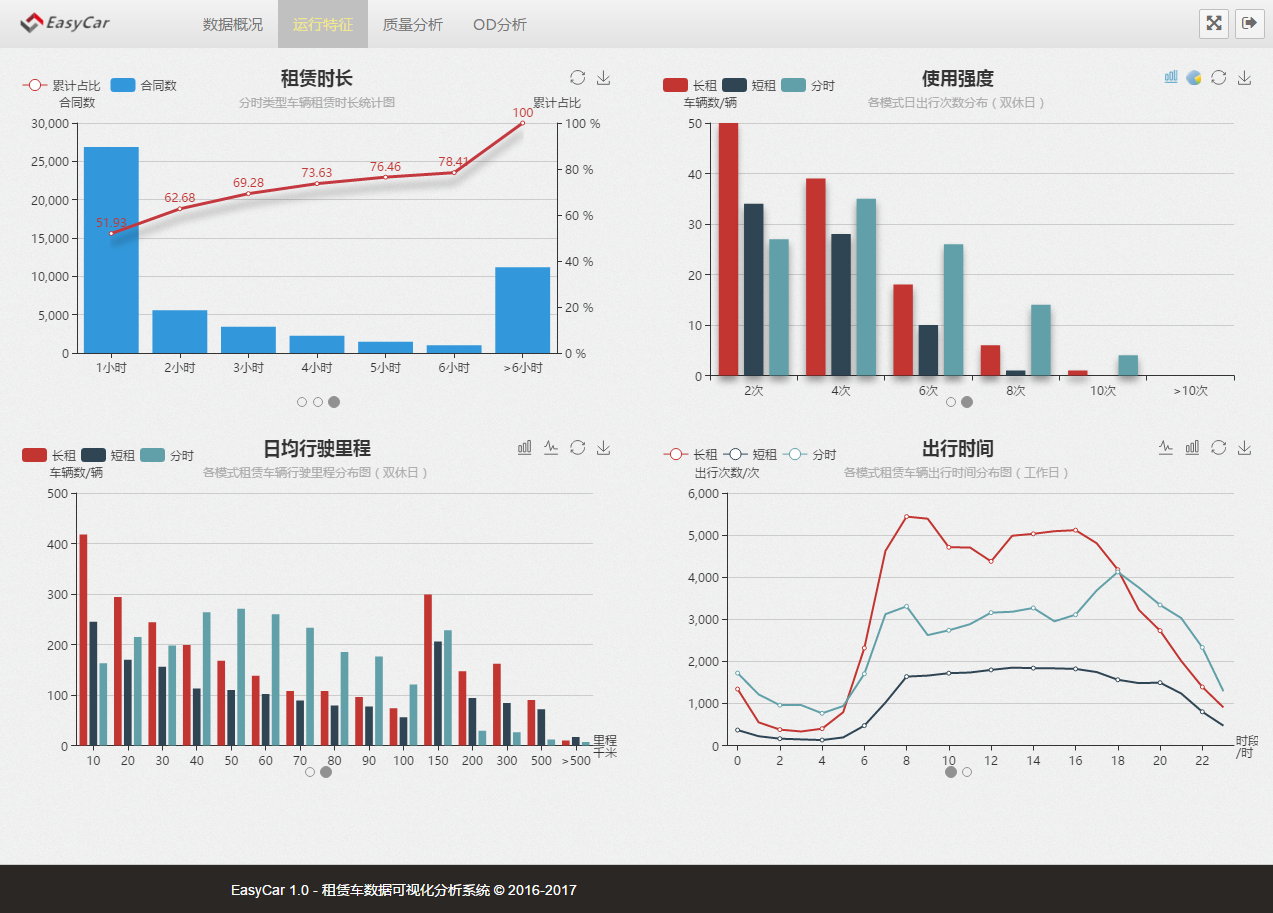 EasyCar 数据概况 运行特征 质量分析 OD分析
租赁时长
累计占比 合同数
分时类型车辆租赁时长统计图
合同数 累计占比
30,000
25,000
20,000
15,000
10,000
5,000
0
100 %
80 %
60 %
40 %
20 %
0 %
51.93 62.68 69.28 73.63 76.46 78.41 100
1小时 2小时 3小时 4小时 5小时 6小时 >6小时
使用强度
长租 短租 分时
各模式日出行次数分布（双休日）
车辆数/辆
50
40
30
20
10
0
2次 4次 6次 8次 10次 >10次
日均行驶里程
长租 短租 分时
各模式租赁车辆行驶里程分布图（双休日）
车辆数/辆
500
400
300
200
100
0
10 20 30 40 50 60 70 80 90 100 150 200 300 500 >500
里程
千米
出行时间
长租 短租 分时
各模式租赁车辆出行时间分布图（工作日）
出行次数/次
6,000
5,000
4,000
3,000
2,000
1,000
0
0 2 4 6 8 10 12 14 16 18 20 22
时段
/时
EasyCar 1.0 - 租赁车数据可视化分析系统 © 2016-2017